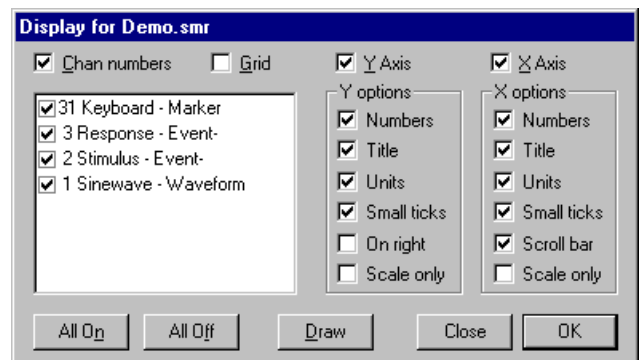 Display for Demo.smr
Chan numbers Grid Y Axis X Axis
31 Keyboard - Marker
3 Response - Event-
2 Stimulus - Event-
1 Sinewave - Waveform
Y options
Numbers
Title
Units
Small ticks
On right
Scale only
X options
Numbers
Title
Units
Small ticks
Scroll bar
Scale only
All On All Off Draw Close OK